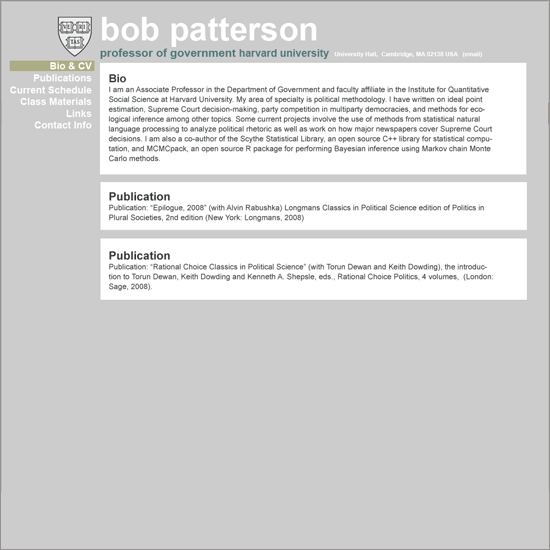 VE RI
TAS
bob patterson
professor of government harvard university University Hall, Cambridge, MA 02138 USA (email)
Bio & CV
Publications
Current Schedule
Class Materials
Links
Contact Info
Bio
I am an Associate Professor in the Department of Government and faculty affiliate in the Institute for Quantitative
Social Science at Harvard University. My area of specialty is political methodology. I have written on ideal point
estimation, Supreme Court decision-making, party competition in multiparty democracies, and methods for eco-
logical inference among other topics. Some current projects involve the use of methods from statistical natural
language processing to analyze political rhetoric as well as work on how major newspapers cover Supreme Court
decisions. I am also a co-author of the Scythe Statistical Library, an open source C++ library for statistical compu-
tation, and MCMCpack, an open source R package for performing Bayesian inference using Markov chain Monte
Carlo methods.
Publication
Publication: “Epilogue, 2008” (with Alvin Rabushka) Longmans Classics in Political Science edition of Politics in
Plural Societies, 2nd edition (New York: Longmans, 2008)
Publication
Publication: “Rational Choice Classics in Political Science” (with Torun Dewan and Keith Dowding), the introduc-
tion to Torun Dewan, Keith Dowding and Kenneth A. Shepsle, eds., Rational Choice Politics, 4 volumes, (London:
Sage, 2008).